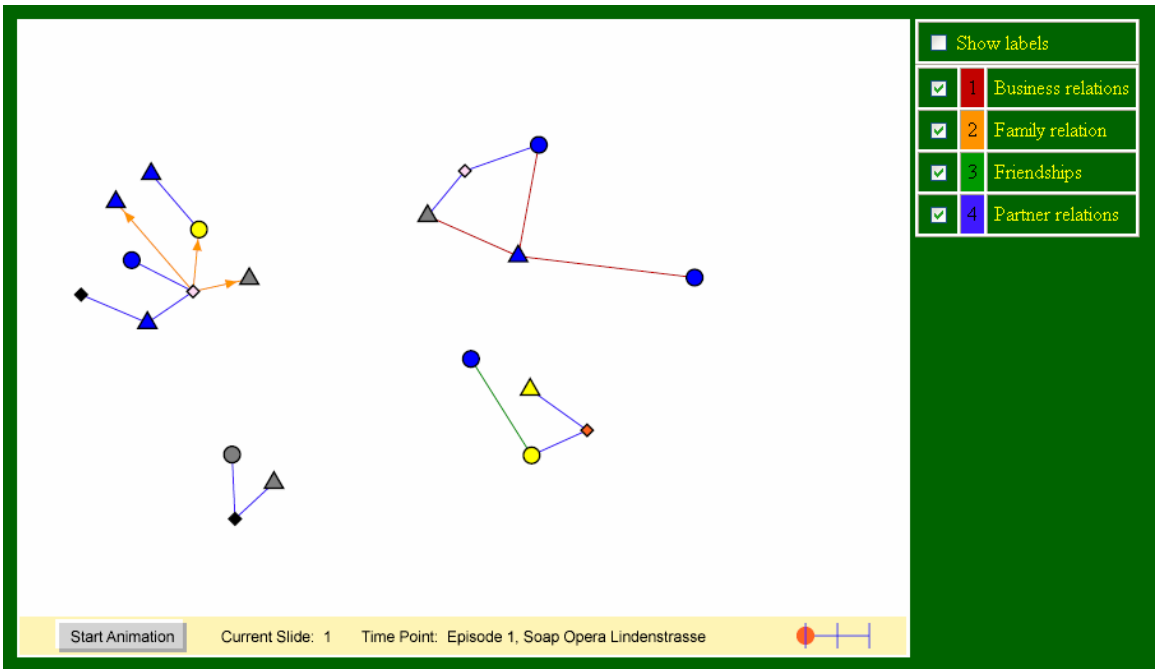 Show labels
1 Business relations
2 Family relation
3 Friendships
4 Partner relations
Start Animation Current Slide: 1 Time Point: Episode 1, Soap Opera Lindenstrasse